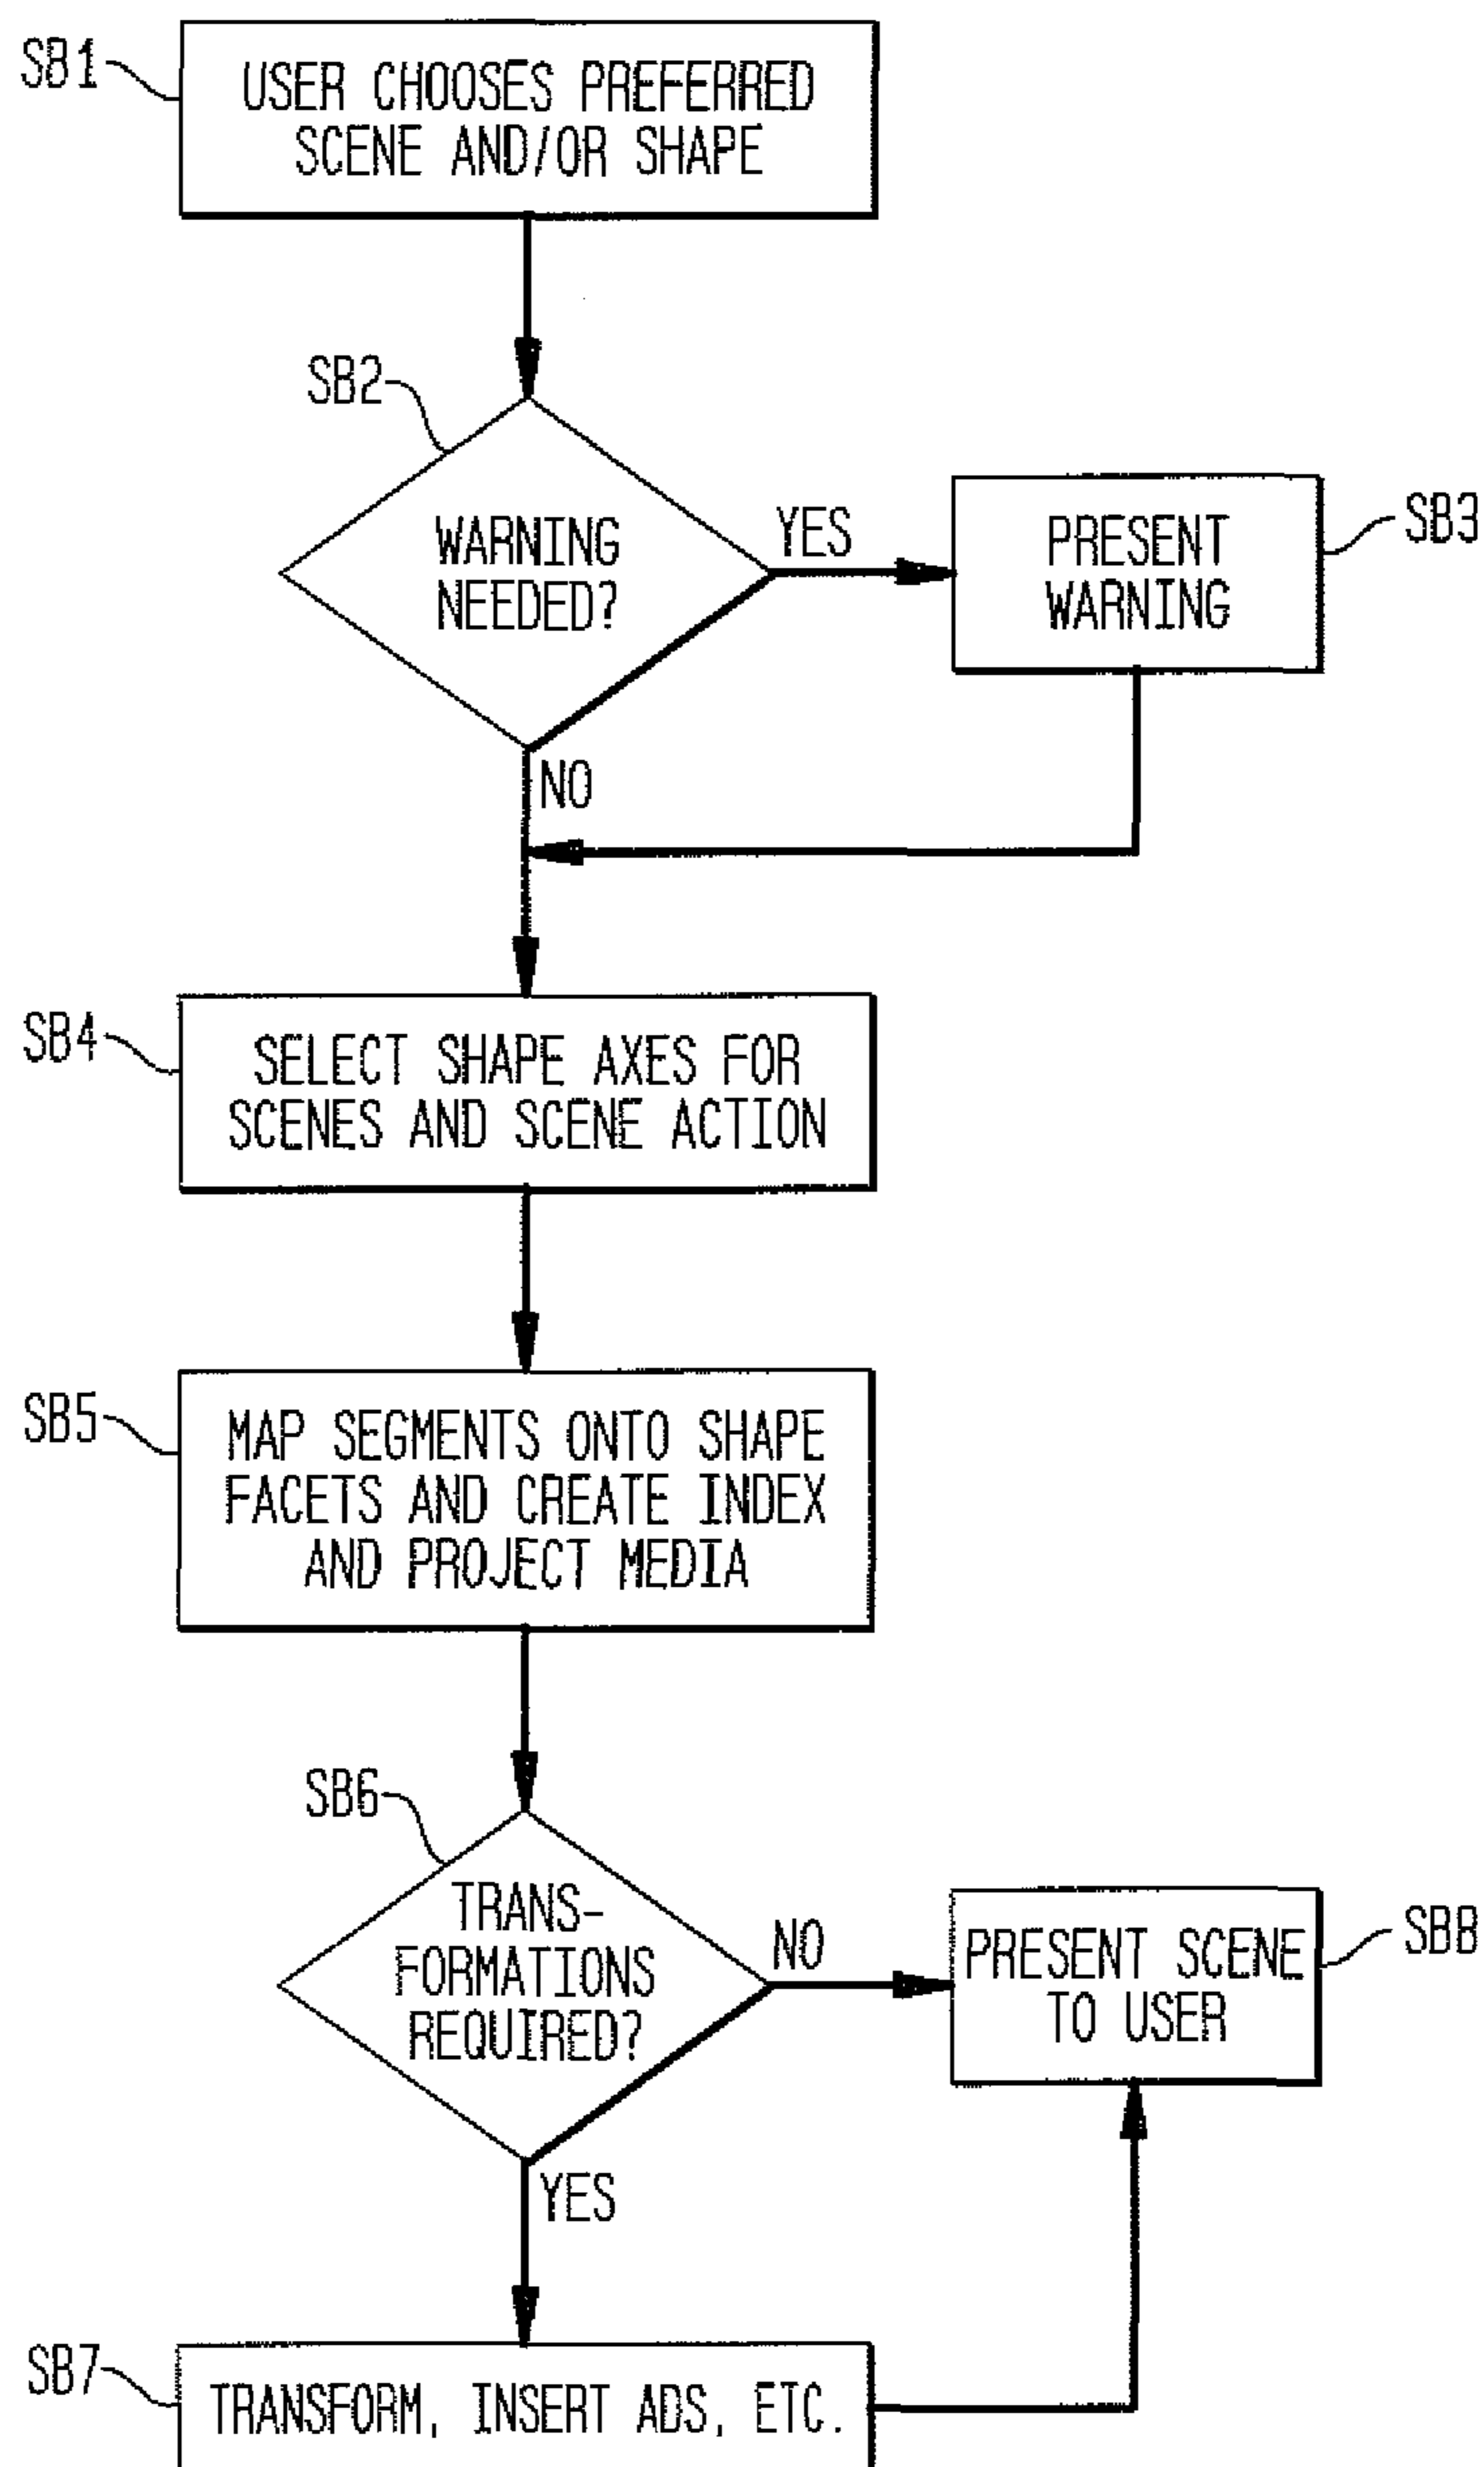 SB1
USER CHOOSES PREFERRED
SCENE AND/OR SHAPE
SB2
WARNING
NEEDED?
YES
NO
PRESENT
WARNING
SB3
SB4
SELECT SHAPE AXES FOR
SCENES AND SCENE ACTION
SB5
MAP SEGMENTS ONTO SHAPE
FACETS AND CREATE INDEX
AND PROJECT MEDIA
SB6
TRANS-
FORMATIONS
REQUIRED?
NO
YES
PRESENT SCENE
TO USER
SB8
SB7
TRANSFORM, INSERT ADS, ETC.